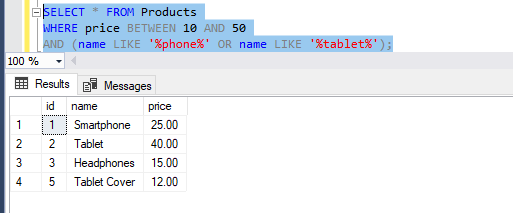 SELECT * FROM Products
WHERE price BETWEEN 10 AND 50
AND (name LIKE '%phone%' OR name LIKE '%tablet%');
100 %
Results Messages
id name price
1 1 Smartphone 25.00
2 2 Tablet 40.00
3 3 Headphones 15.00
4 5 Tablet Cover 12.00